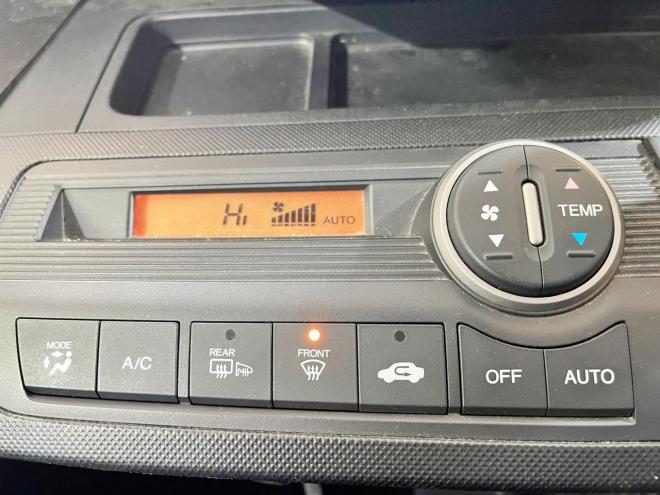 Hi AUTO
TEMP
MODE
A/C
REAR
FRONT
OFF
AUTO